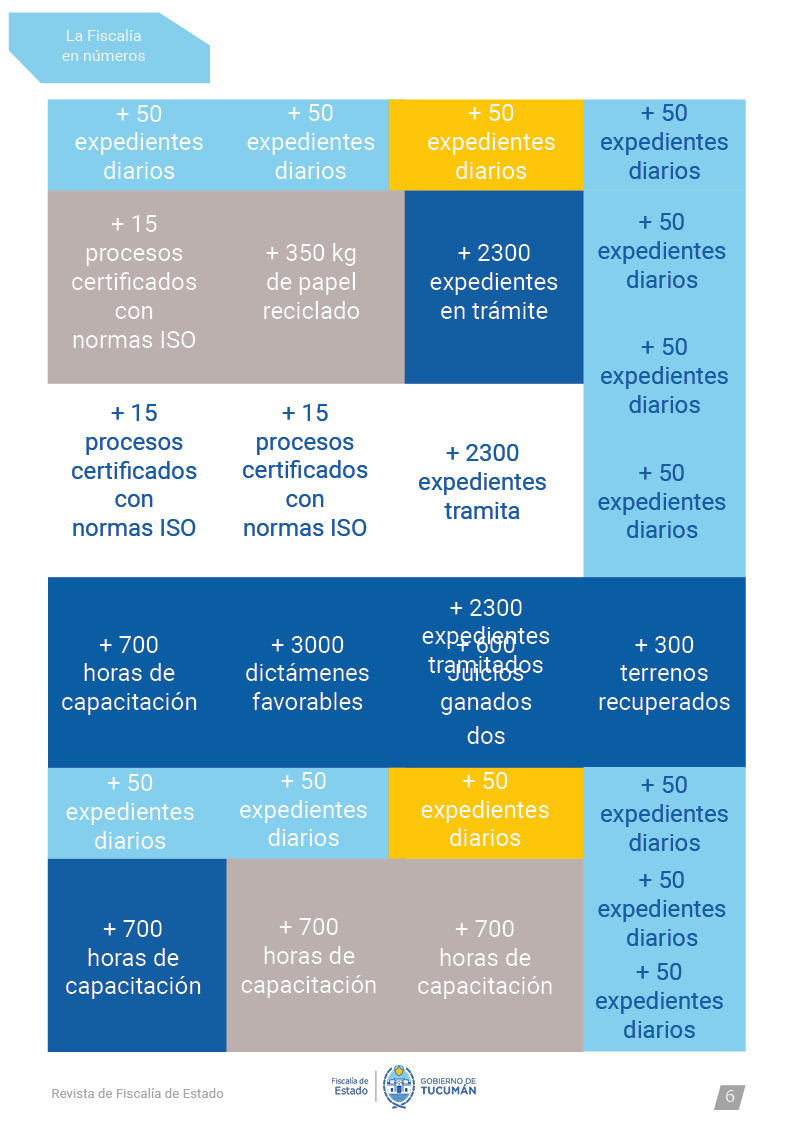 La Fiscalía
en números
+ 50
expedientes
diarios
+ 50
expedientes
diarios
+ 50
expedientes
diarios
+ 50
expedientes
diarios
+ 15
procesos
certificados
con
normas ISO
+ 350 kg
de papel
reciclado
+ 2300
expedientes
en trámite
+ 50
expedientes
diarios
+ 50
expedientes
diarios
+ 15
procesos
certificados
con
normas ISO
+ 15
procesos
certificados
con
normas ISO
+ 2300
expedientes
tramita
+ 50
expedientes
diarios
+ 700
horas de
capacitación
+ 3000
dictámenes
favorables
+ 2300
expedientes
tramitados
+ 600
Juicios
ganados
dos
+ 300
terrenos
recuperados
+ 50
expedientes
diarios
+ 50
expedientes
diarios
+ 50
expedientes
diarios
+ 50
expedientes
diarios
+ 700
horas de
capacitación
+ 700
horas de
capacitación
+ 700
horas de
capacitación
+ 50
expedientes
diarios
+ 50
expedientes
diarios
Revista de Fiscalía de Estado
Fiscalía de
Estado
GOBIERNO DE
TUCUMÁN
6